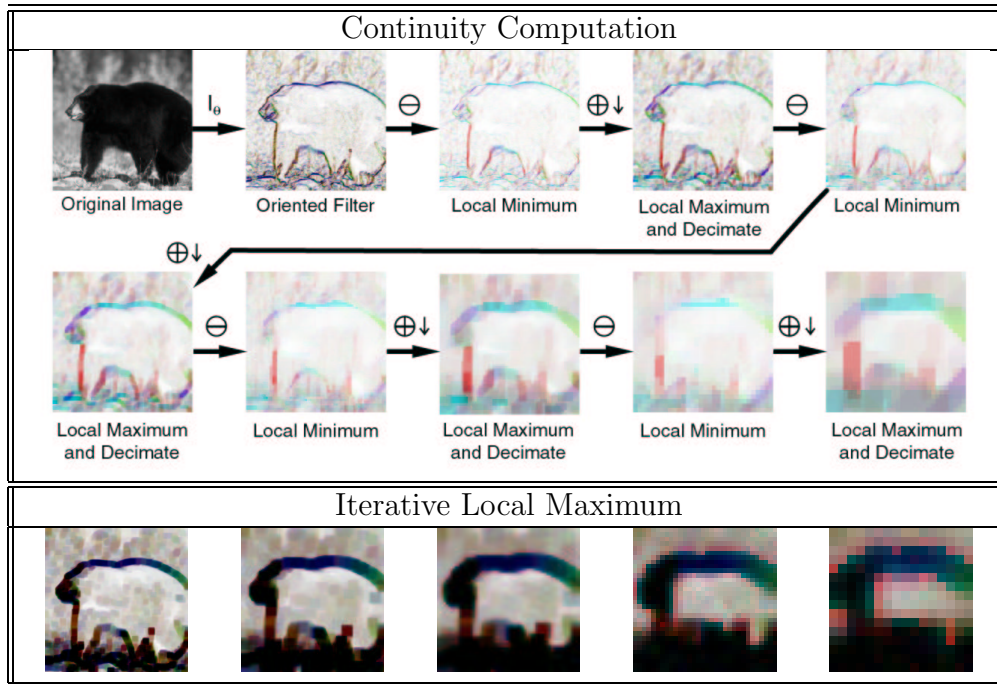 Continuity Computation
I_θ ⊖ ⊕↓ ⊖
Original Image Oriented Filter Local Minimum Local Maximum and Decimate Local Minimum
⊕↓
⊖ ⊕↓ ⊖ ⊕↓
Local Maximum and Decimate Local Minimum Local Maximum and Decimate Local Minimum Local Maximum and Decimate
Iterative Local Maximum